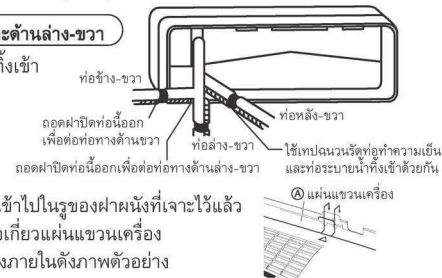 ะด้านล่าง-ขวา
ทิ้งเข้า
ท่อข้าง-ขวา
ท่อหลัง-ขวา
ถอดฝาปิดท่อนี้ออก
เพื่อต่อท่อทางด้านขวา
ท่อล่าง-ขวา
ถอดฝาปิดท่อนี้ออกเพื่อต่อท่อทางด้านล่าง-ขวา
ใช้เทปฉนวนรัดท่อทำความเย็น
และท่อระบายน้ำทิ้งเข้าด้วยกัน
Ⓐ แผ่นแขวนเครื่อง
เข้าไปในรูของฝาผนังที่เจาะไว้แล้ว
อเกี่ยวแผ่นแขวนเครื่อง
งภายในดังภาพตัวอย่าง